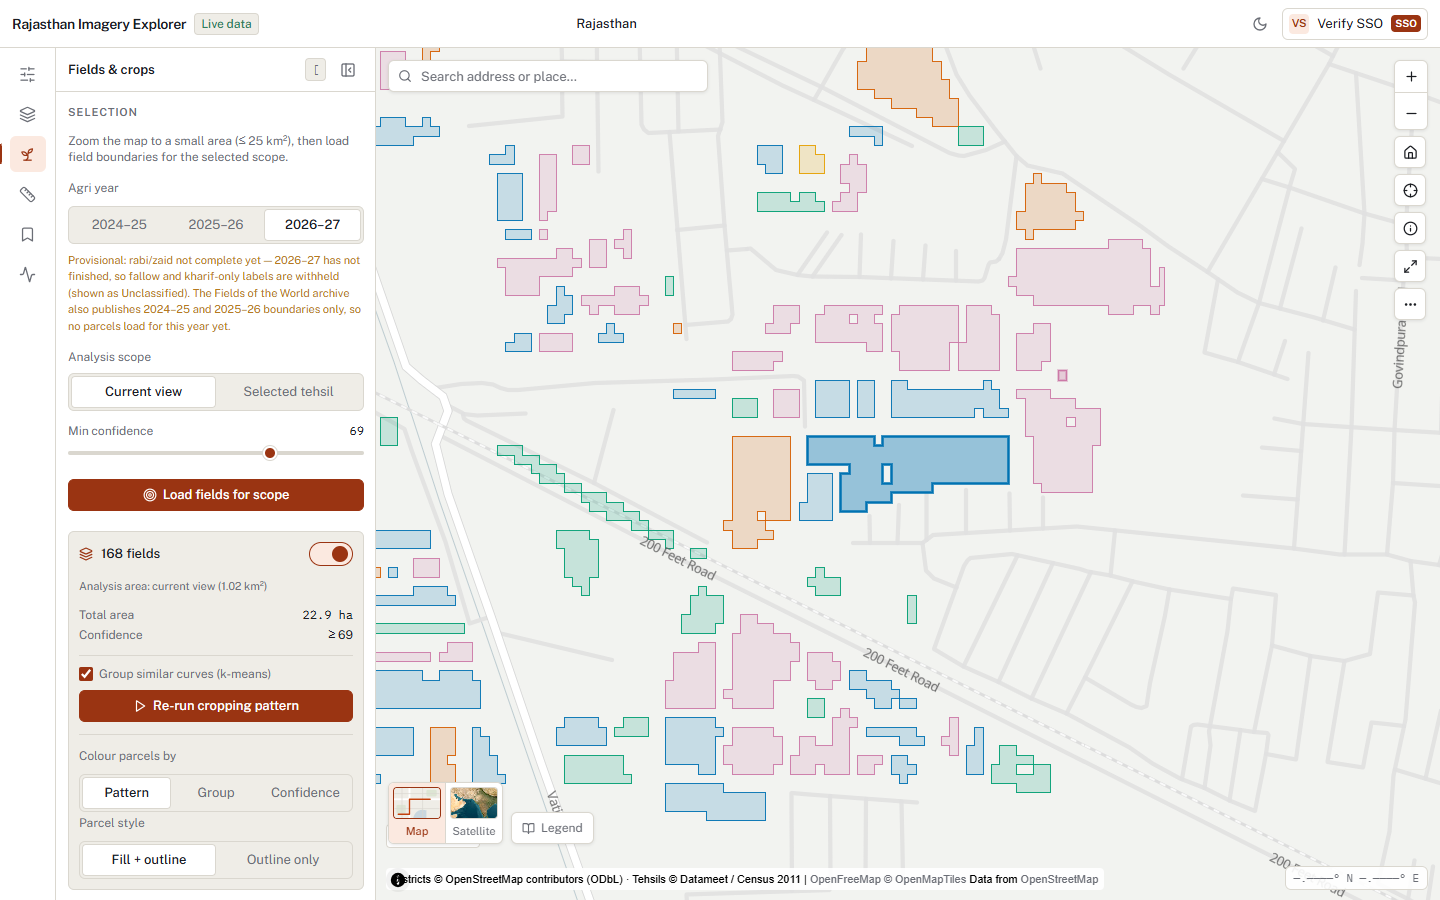 Rajasthan Imagery Explorer
Live data
Rajasthan
VS
Verify SSO
SSO
Fields & crops
[
Search address or place...
SELECTION
Zoom the map to a small area (≤ 25 km²), then load
field boundaries for the selected scope.
Agri year
2024–25
2025–26
2026–27
Provisional: rabi/zaid not complete yet — 2026–27 has not
finished, so fallow and kharif-only labels are withheld
(shown as Unclassified). The Fields of the World archive
also publishes 2024–25 and 2025–26 boundaries only, so
no parcels load for this year yet.
Analysis scope
Current view
Selected tehsil
Min confidence
69
Load fields for scope
168 fields
Analysis area: current view (1.02 km²)
Total area
22.9 ha
Confidence
≥69
Group similar curves (k-means)
Re-run cropping pattern
Colour parcels by
Pattern
Group
Confidence
Parcel style
Fill + outline
Outline only
Govindpura
200 Feet Road
200 Feet Road
Map
Satellite
Legend
stricts © OpenStreetMap contributors (ODbL) · Tehsils © Datameet / Census 2011 | OpenFreeMap © OpenMapTiles Data from OpenStreetMap
—.———° N —.———° E